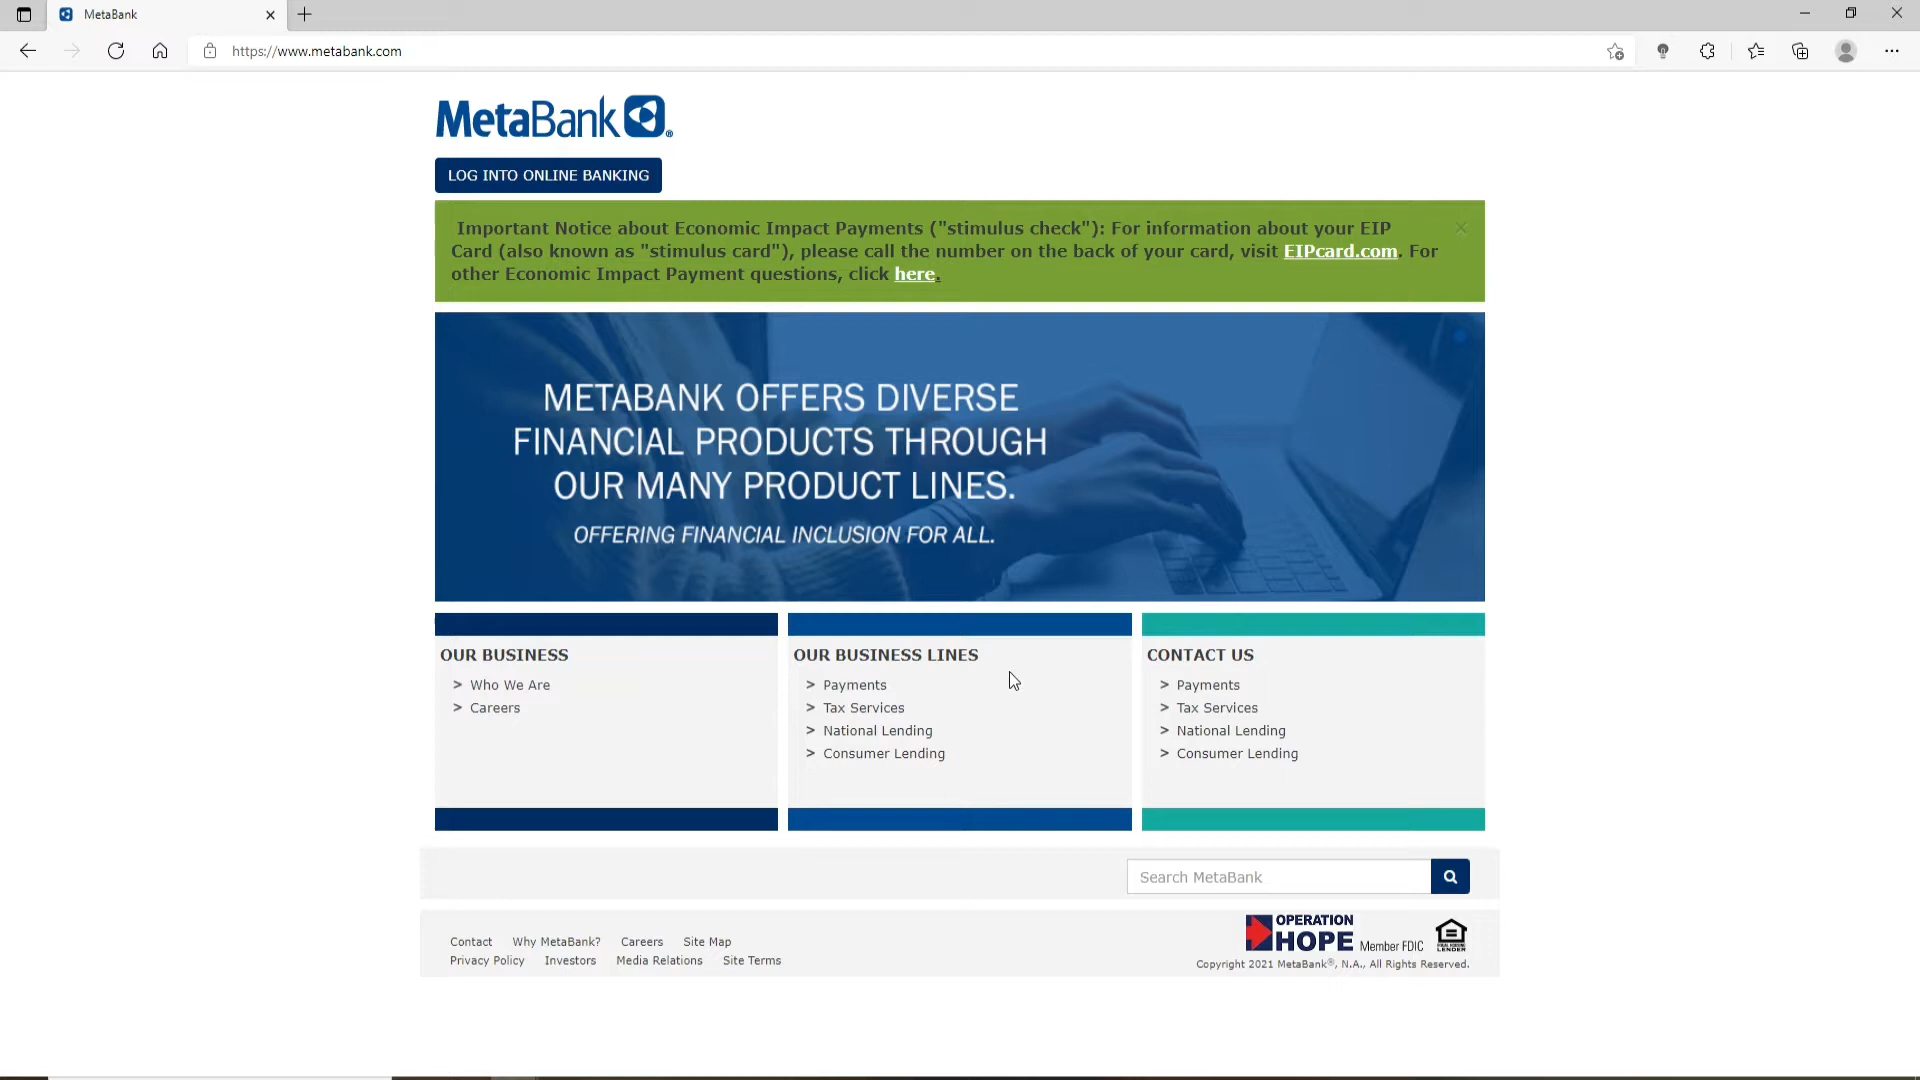 MetaBank
https://www.metabank.com
MetaBank®
LOG INTO ONLINE BANKING
Important Notice about Economic Impact Payments ("stimulus check"): For information about your EIP
Card (also known as "stimulus card"), please call the number on the back of your card, visit EIPcard.com. For
other Economic Impact Payment questions, click here.
METABANK OFFERS DIVERSE
FINANCIAL PRODUCTS THROUGH
OUR MANY PRODUCT LINES.
OFFERING FINANCIAL INCLUSION FOR ALL.
OUR BUSINESS
> Who We Are
> Careers
OUR BUSINESS LINES
> Payments
> Tax Services
> National Lending
> Consumer Lending
CONTACT US
> Payments
> Tax Services
> National Lending
> Consumer Lending
Search MetaBank
Contact Why MetaBank? Careers Site Map
Privacy Policy Investors Media Relations Site Terms
OPERATION
HOPE
Member FDIC
EQUAL HOUSING
LENDER
Copyright 2021 MetaBank®, N.A., All Rights Reserved.